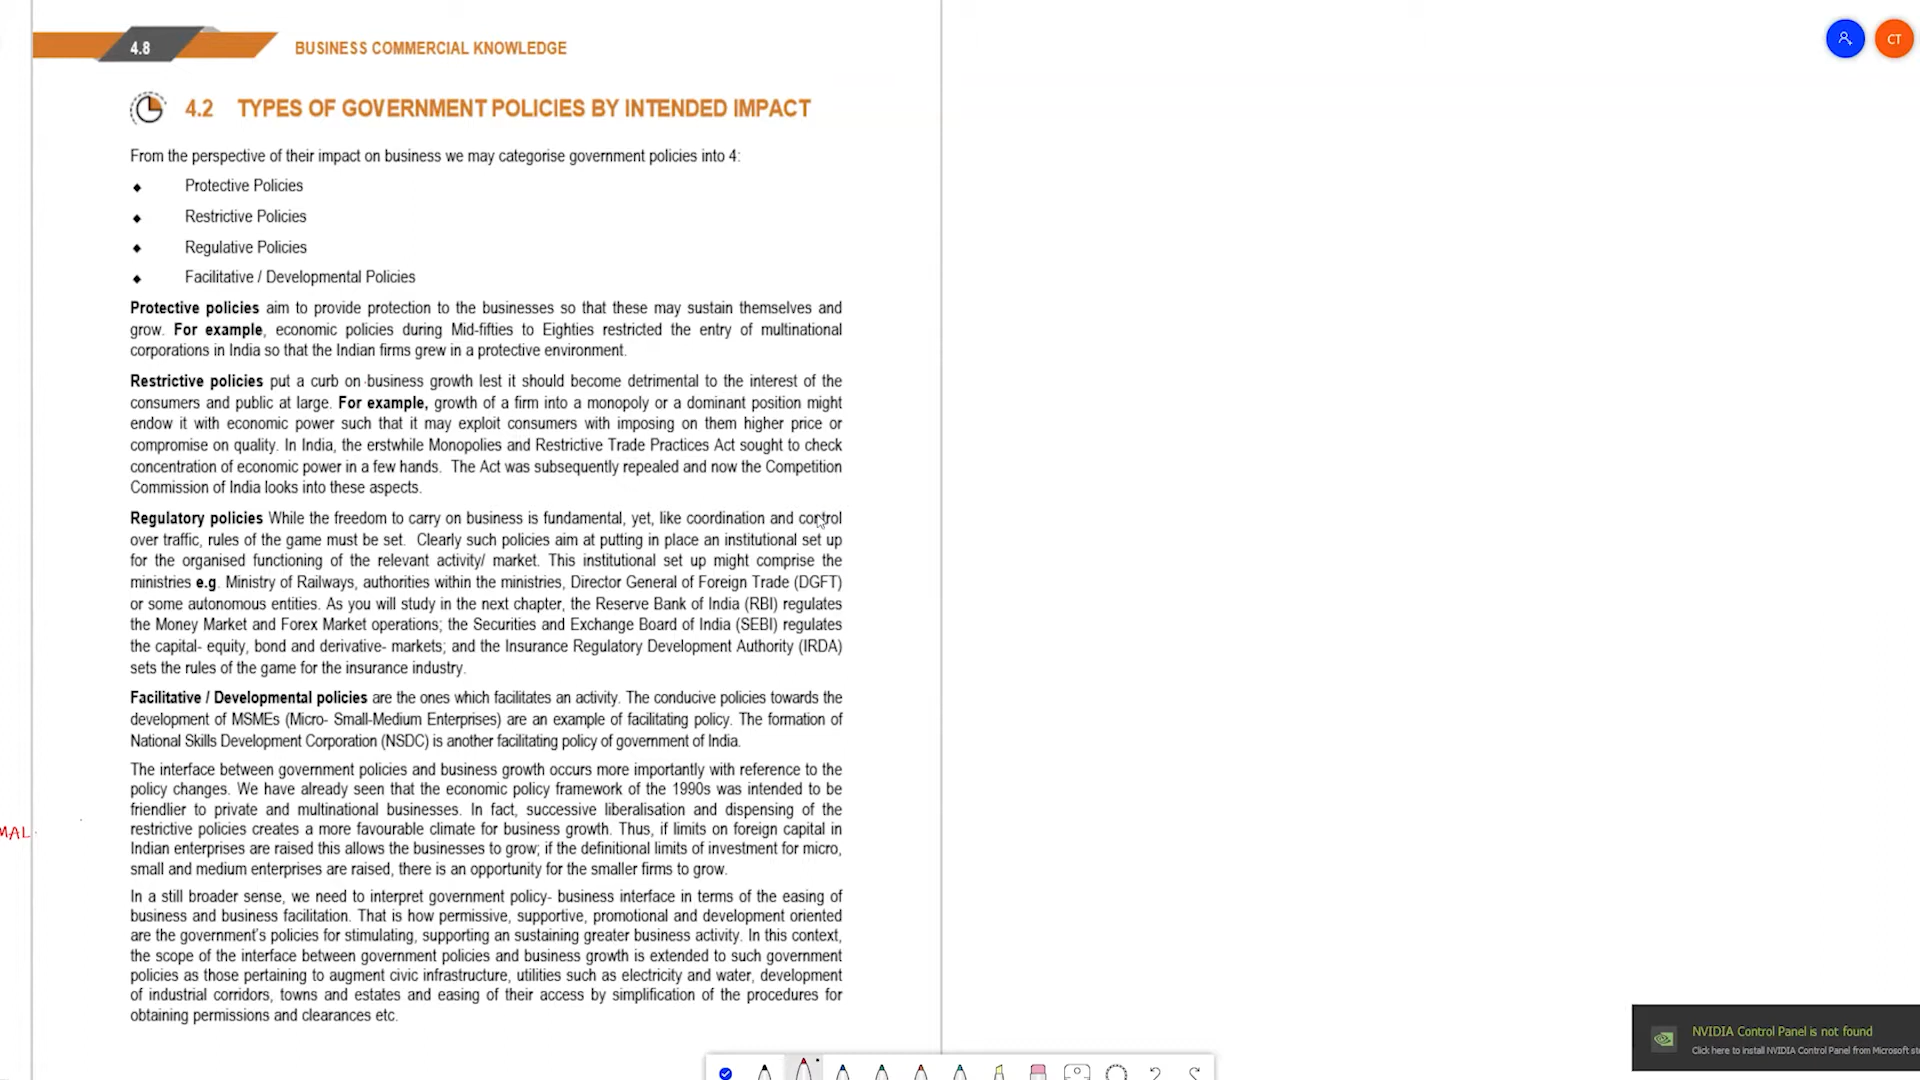 4.8
BUSINESS COMMERCIAL KNOWLEDGE
CT
4.2 TYPES OF GOVERNMENT POLICIES BY INTENDED IMPACT
From the perspective of their impact on business we may categorise government policies into 4:
Protective Policies
Restrictive Policies
Regulative Policies
Facilitative / Developmental Policies
Protective policies aim to provide protection to the businesses so that these may sustain themselves and
grow. For example, economic policies during Mid-fifties to Eighties restricted the entry of multinational
corporations in India so that the Indian firms grew in a protective environment.
Restrictive policies put a curb on business growth lest it should become detrimental to the interest of the
consumers and public at large. For example, growth of a firm into a monopoly or a dominant position might
endow it with economic power such that it may exploit consumers with imposing on them higher price or
compromise on quality. In India, the erstwhile Monopolies and Restrictive Trade Practices Act sought to check
concentration of economic power in a few hands. The Act was subsequently repealed and now the Competition
Commission of India looks into these aspects.
Regulatory policies While the freedom to carry on business is fundamental, yet, like coordination and control
over traffic, rules of the game must be set. Clearly such policies aim at putting in place an institutional set up
for the organised functioning of the relevant activity/ market. This institutional set up might comprise the
ministries e.g. Ministry of Railways, authorities within the ministries, Director General of Foreign Trade (DGFT)
or some autonomous entities. As you will study in the next chapter, the Reserve Bank of India (RBI) regulates
the Money Market and Forex Market operations; the Securities and Exchange Board of India (SEBI) regulates
the capital- equity, bond and derivative- markets; and the Insurance Regulatory Development Authority (IRDA)
sets the rules of the game for the insurance industry.
Facilitative / Developmental policies are the ones which facilitates an activity. The conducive policies towards the
development of MSMEs (Micro- Small-Medium Enterprises) are an example of facilitating policy. The formation of
National Skills Development Corporation (NSDC) is another facilitating policy of government of India.
The interface between government policies and business growth occurs more importantly with reference to the
policy changes. We have already seen that the economic policy framework of the 1990s was intended to be
friendlier to private and multinational businesses. In fact, successive liberalisation and dispensing of the
restrictive policies creates a more favourable climate for business growth. Thus, if limits on foreign capital in
Indian enterprises are raised this allows the businesses to grow; if the definitional limits of investment for micro,
small and medium enterprises are raised, there is an opportunity for the smaller firms to grow.
In a still broader sense, we need to interpret government policy- business interface in terms of the easing of
business and business facilitation. That is how permissive, supportive, promotional and development oriented
are the government's policies for stimulating, supporting an sustaining greater business activity. In this context,
the scope of the interface between government policies and business growth is extended to such government
policies as those pertaining to augment civic infrastructure, utilities such as electricity and water, development
of industrial corridors, towns and estates and easing of their access by simplification of the procedures for
obtaining permissions and clearances etc.
MAL
NVIDIA Control Panel is not found
Click here to install NVIDIA Control Panel from Microsoft st